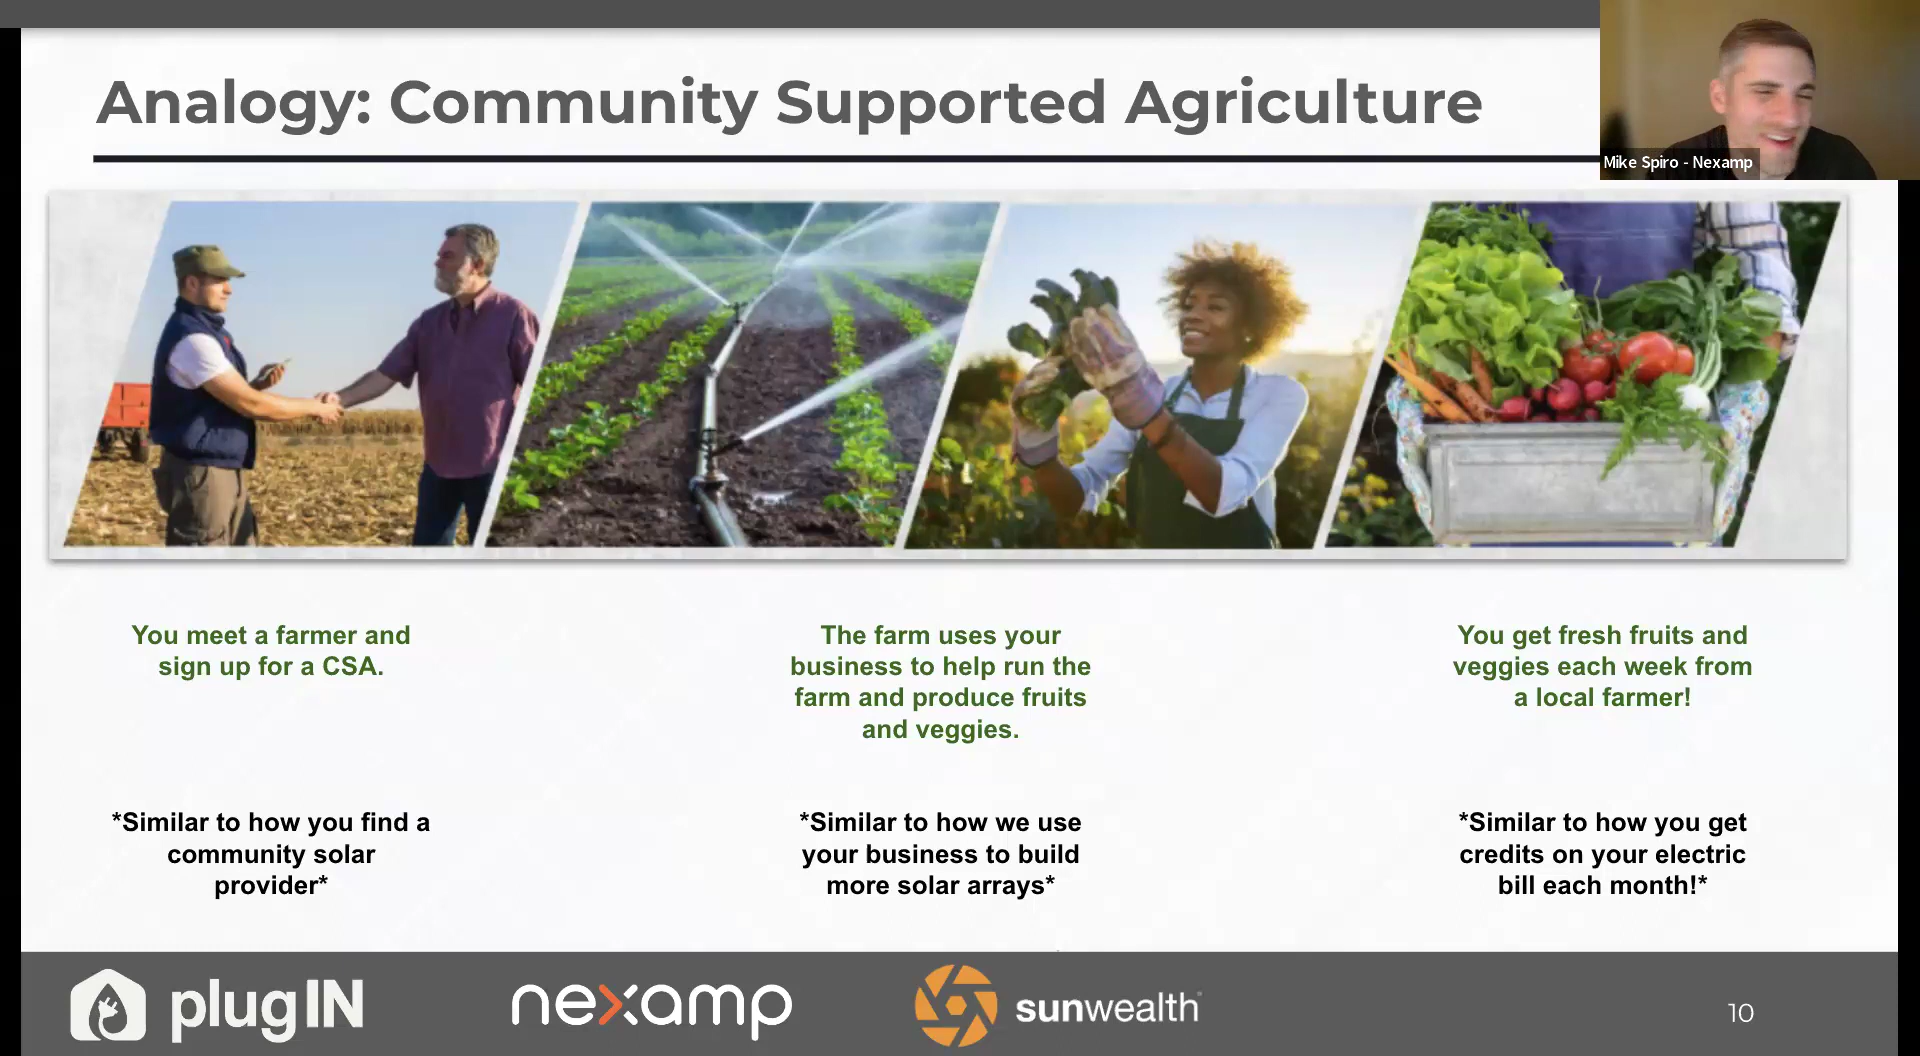 Analogy: Community Supported Agriculture
Mike Spiro - Nexamp
You meet a farmer and
sign up for a CSA.
The farm uses your
business to help run the
farm and produce fruits
and veggies.
You get fresh fruits and
veggies each week from
a local farmer!
*Similar to how you find a
community solar
provider*
*Similar to how we use
your business to build
more solar arrays*
*Similar to how you get
credits on your electric
bill each month!*
plugIN
nexamp
sunwealth
10